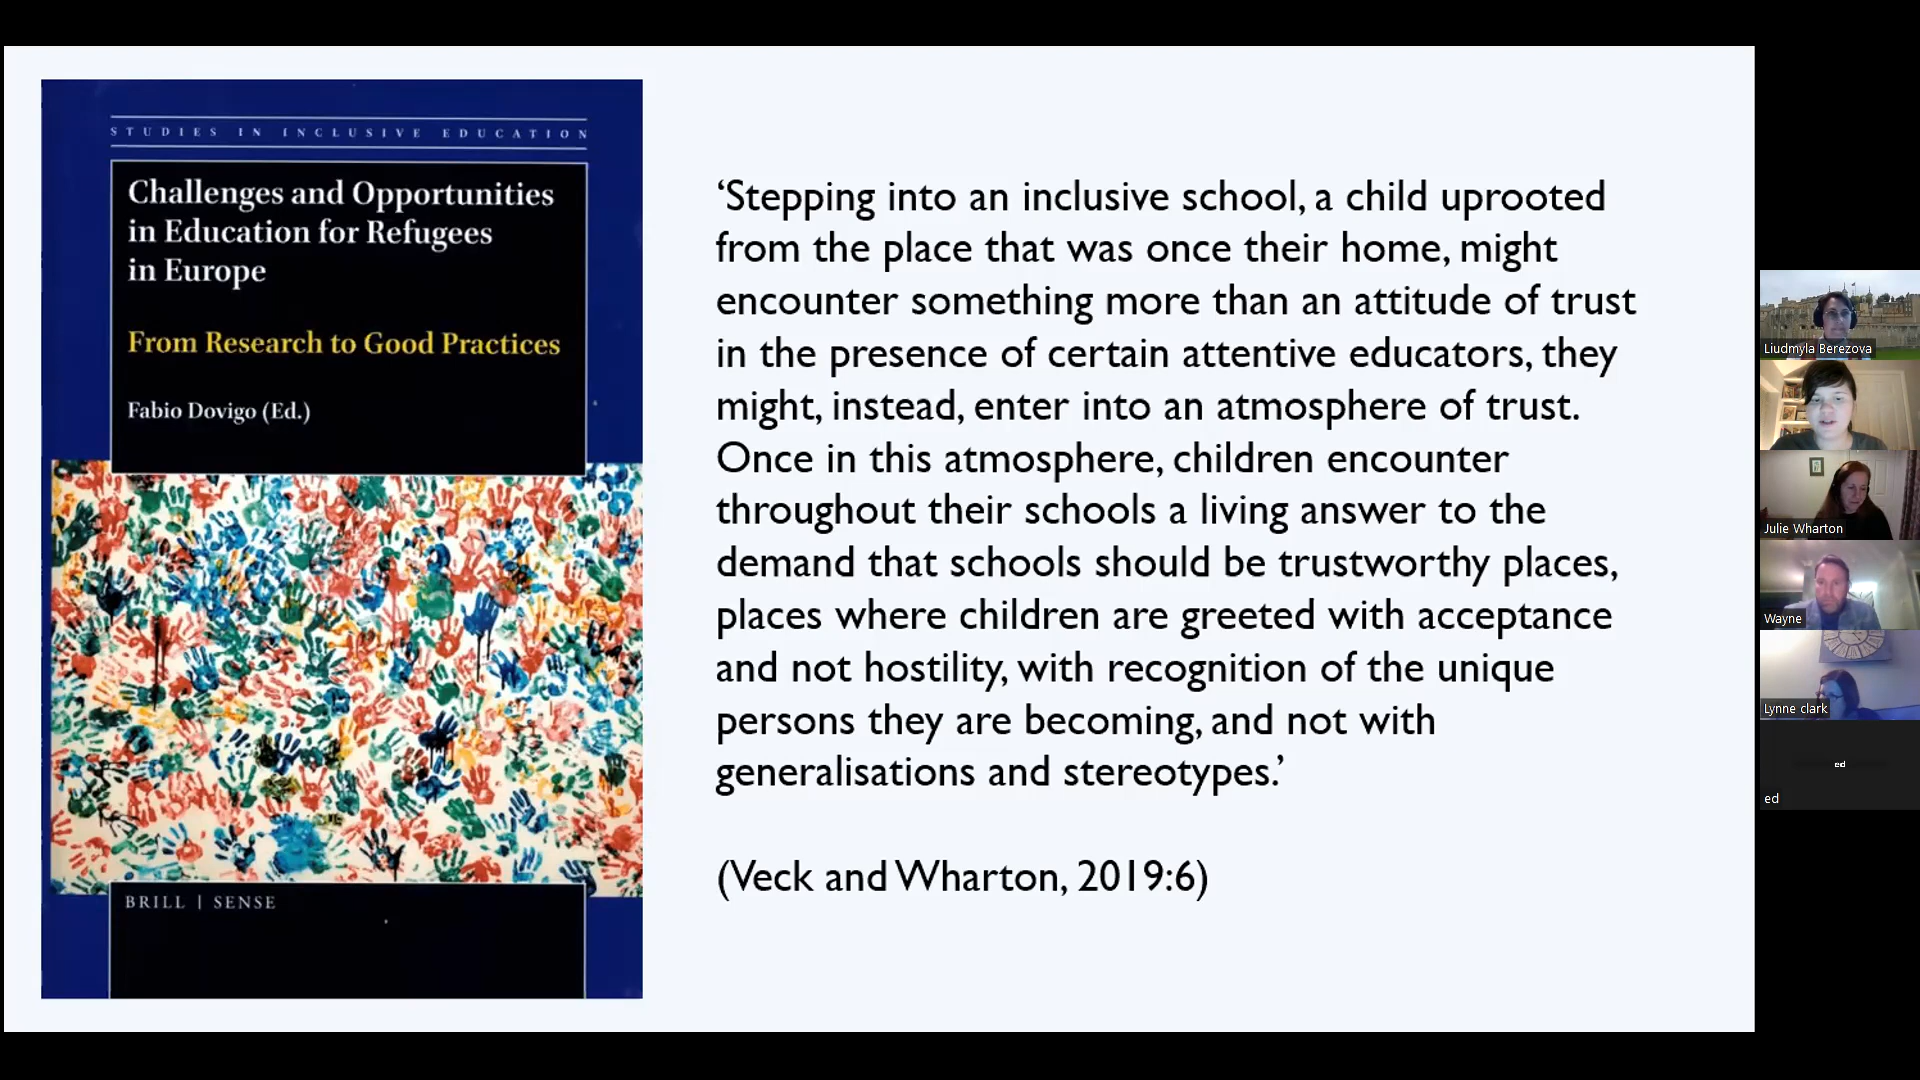 STUDIES IN INCLUSIVE EDUCATION
Challenges and Opportunities
in Education for Refugees
in Europe
From Research to Good Practices
Fabio Dovigo (Ed.)
BRILL | SENSE
‘Stepping into an inclusive school, a child uprooted
from the place that was once their home, might
encounter something more than an attitude of trust
in the presence of certain attentive educators, they
might, instead, enter into an atmosphere of trust.
Once in this atmosphere, children encounter
throughout their schools a living answer to the
demand that schools should be trustworthy places,
places where children are greeted with acceptance
and not hostility, with recognition of the unique
persons they are becoming, and not with
generalisations and stereotypes.’
(Veck and Wharton, 2019:6)
Liudmyla Berezova
Julie Wharton
Wayne
Lynne clark
ed
ed